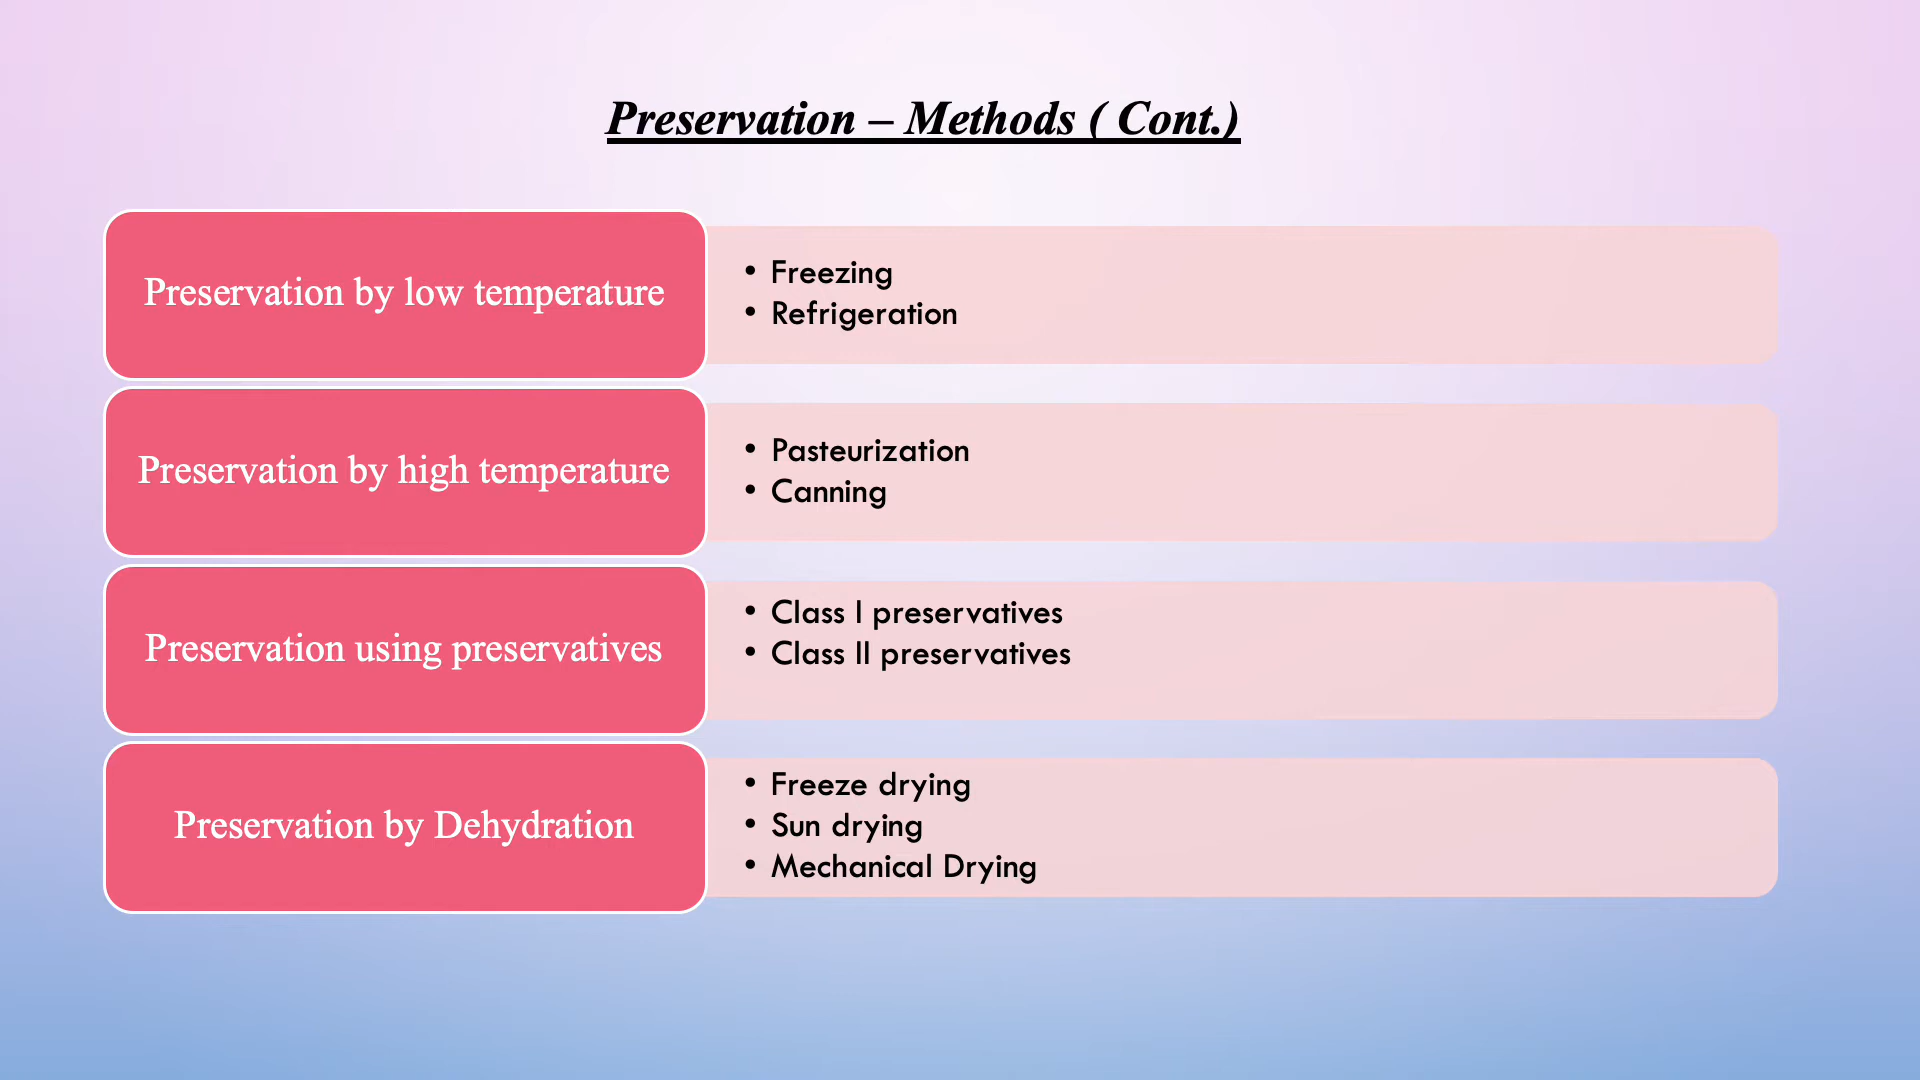 Preservation – Methods ( Cont.)
Preservation by low temperature
• Freezing
• Refrigeration
Preservation by high temperature
• Pasteurization
• Canning
Preservation using preservatives
• Class I preservatives
• Class II preservatives
Preservation by Dehydration
• Freeze drying
• Sun drying
• Mechanical Drying